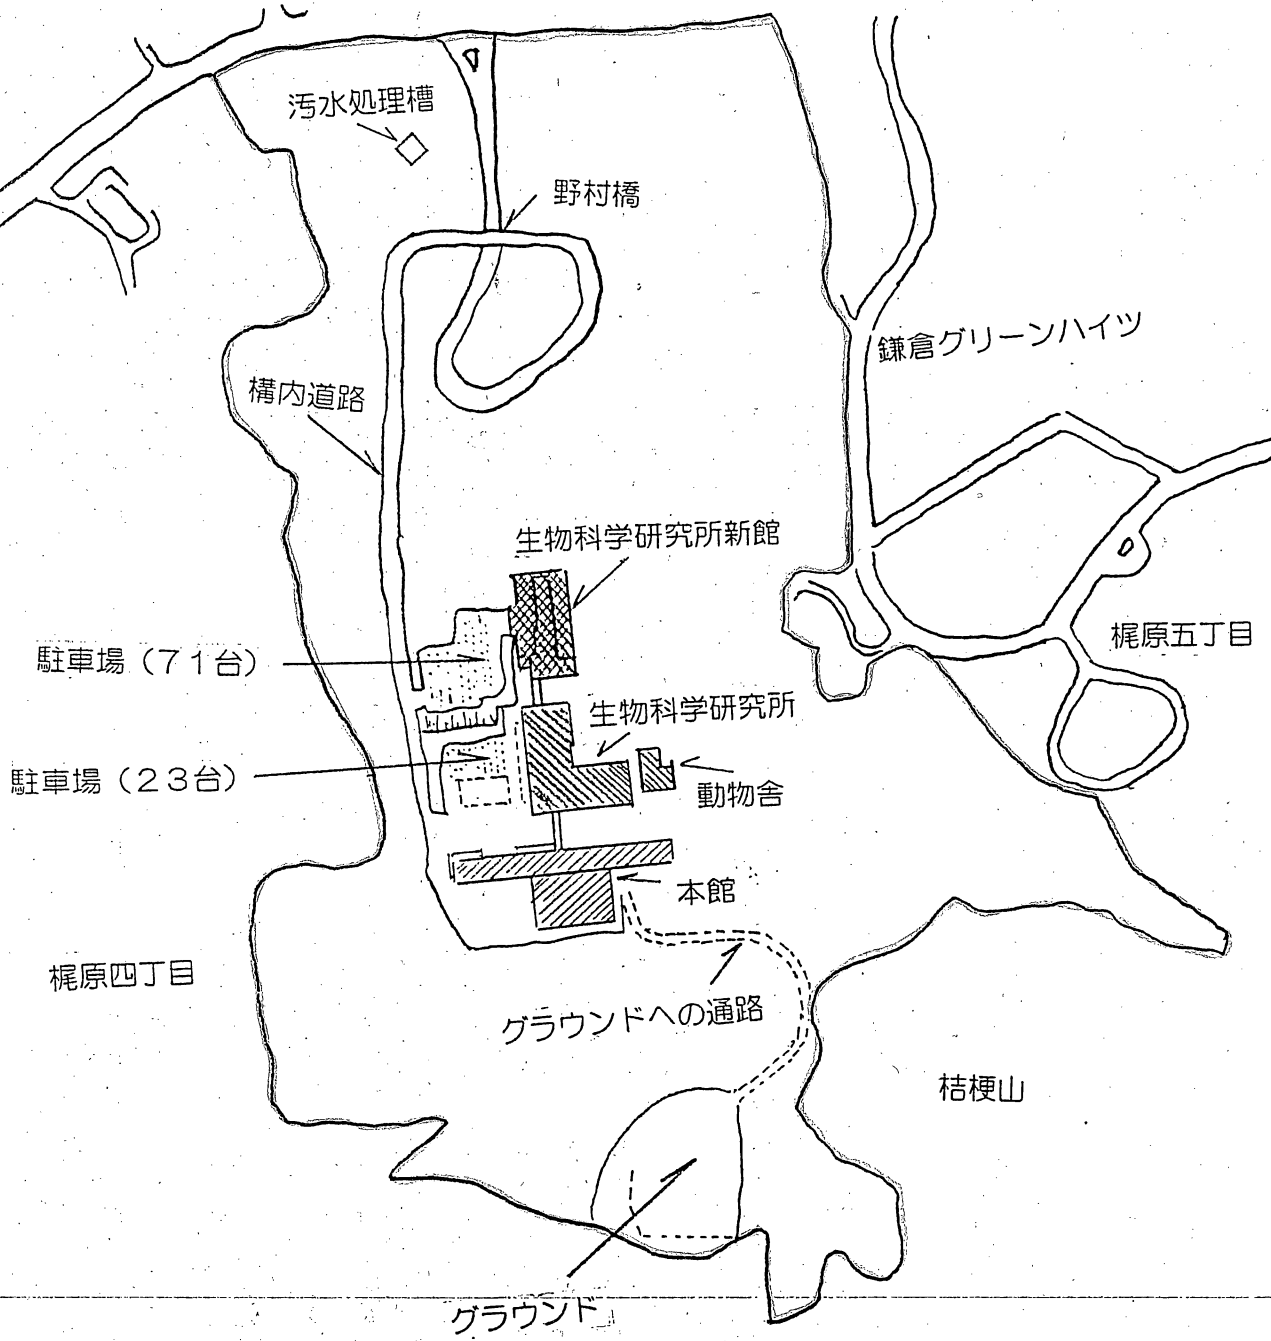 汚水処理槽
野村橋
鎌倉グリーンハイツ
構内道路
生物科学研究所新館
梶原五丁目
駐車場（71台）
生物科学研究所
駐車場（23台）
動物舎
本館
梶原四丁目
グラウンドへの通路
桔梗山
グラウンド